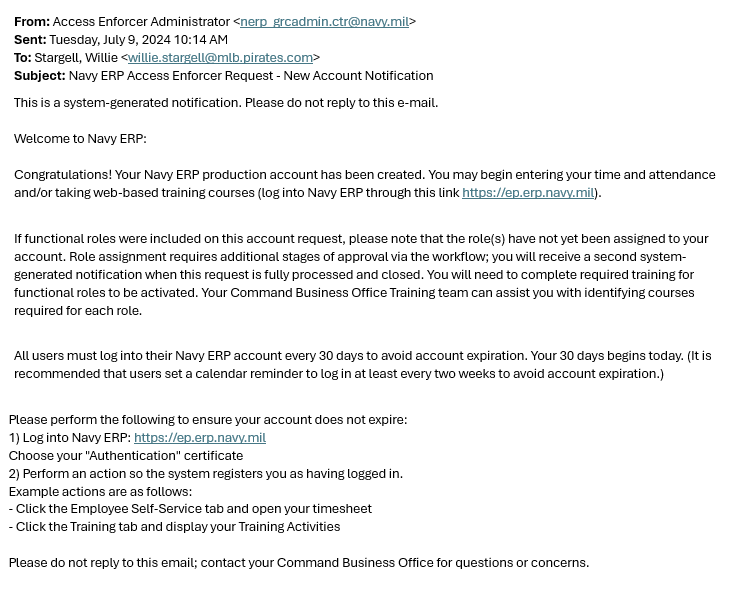 From: Access Enforcer Administrator <nerp_grcadmin.ctr@navy.mil>
Sent: Tuesday, July 9, 2024 10:14 AM
To: Stargell, Willie <willie.stargell@mlb.pirates.com>
Subject: Navy ERP Access Enforcer Request - New Account Notification
This is a system-generated notification. Please do not reply to this e-mail.
Welcome to Navy ERP:
Congratulations! Your Navy ERP production account has been created. You may begin entering your time and attendance
and/or taking web-based training courses (log into Navy ERP through this link https://ep.erp.navy.mil).
If functional roles were included on this account request, please note that the role(s) have not yet been assigned to your
account. Role assignment requires additional stages of approval via the workflow; you will receive a second system-
generated notification when this request is fully processed and closed. You will need to complete required training for
functional roles to be activated. Your Command Business Office Training team can assist you with identifying courses
required for each role.
All users must log into their Navy ERP account every 30 days to avoid account expiration. Your 30 days begins today. (It is
recommended that users set a calendar reminder to log in at least every two weeks to avoid account expiration.)
Please perform the following to ensure your account does not expire:
1) Log into Navy ERP: https://ep.erp.navy.mil
Choose your "Authentication" certificate
2) Perform an action so the system registers you as having logged in.
Example actions are as follows:
- Click the Employee Self-Service tab and open your timesheet
- Click the Training tab and display your Training Activities
Please do not reply to this email; contact your Command Business Office for questions or concerns.